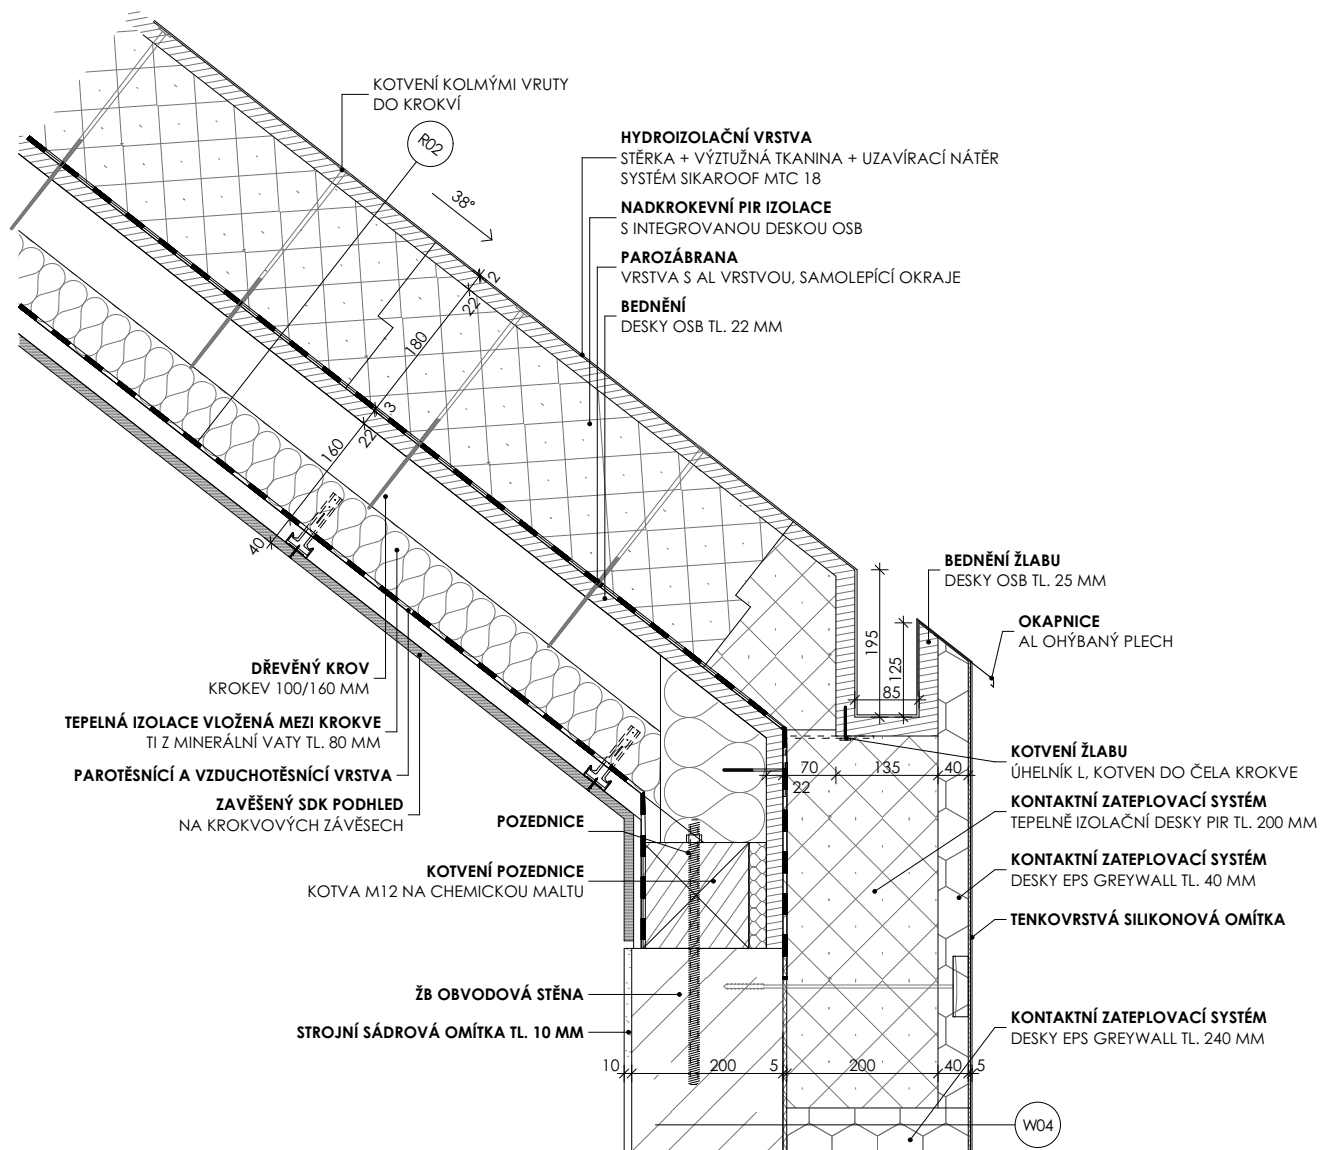 KOTVENÍ KOLMÝMI VRUTY
DO KROKVÍ
R02
38°
HYDROIZOLAČNÍ VRSTVA
STĚRKA + VÝZTUŽNÁ TKANINA + UZAVÍRACÍ NÁTĚR
SYSTÉM SIKAROOF MTC 18
NADKROKEVNÍ PIR IZOLACE
S INTEGROVANOU DESKOU OSB
PAROZÁBRANA
VRSTVA S AL VRSTVOU, SAMOLEPÍCÍ OKRAJE
BEDNĚNÍ
DESKY OSB TL. 22 MM
2
22
180
3
22
160
40
BEDNĚNÍ ŽLABU
DESKY OSB TL. 25 MM
OKAPNICE
AL OHÝBANÝ PLECH
195
125
85
DŘEVĚNÝ KROV
KROKEV 100/160 MM
TEPELNÁ IZOLACE VLOŽENÁ MEZI KROKVE
TI Z MINERÁLNÍ VATY TL. 80 MM
PAROTĚSNÍCÍ A VZDUCHOTĚSNÍCÍ VRSTVA
ZAVĚŠENÝ SDK PODHLED
NA KROKVOVÝCH ZÁVĚSECH
POZEDNICE
KOTVENÍ POZEDNICE
KOTVA M12 NA CHEMICKOU MALTU
70 135 40
22
KOTVENÍ ŽLABU
ÚHELNÍK L, KOTVEN DO ČELA KROKVE
KONTAKTNÍ ZATEPLOVACÍ SYSTÉM
TEPELNĚ IZOLAČNÍ DESKY PIR TL. 200 MM
KONTAKTNÍ ZATEPLOVACÍ SYSTÉM
DESKY EPS GREYWALL TL. 40 MM
TENKOVRSTVÁ SILIKONOVÁ OMÍTKA
ŽB OBVODOVÁ STĚNA
STROJNÍ SÁDROVÁ OMÍTKA TL. 10 MM
KONTAKTNÍ ZATEPLOVACÍ SYSTÉM
DESKY EPS GREYWALL TL. 240 MM
10 200 5 200 40 5
W04